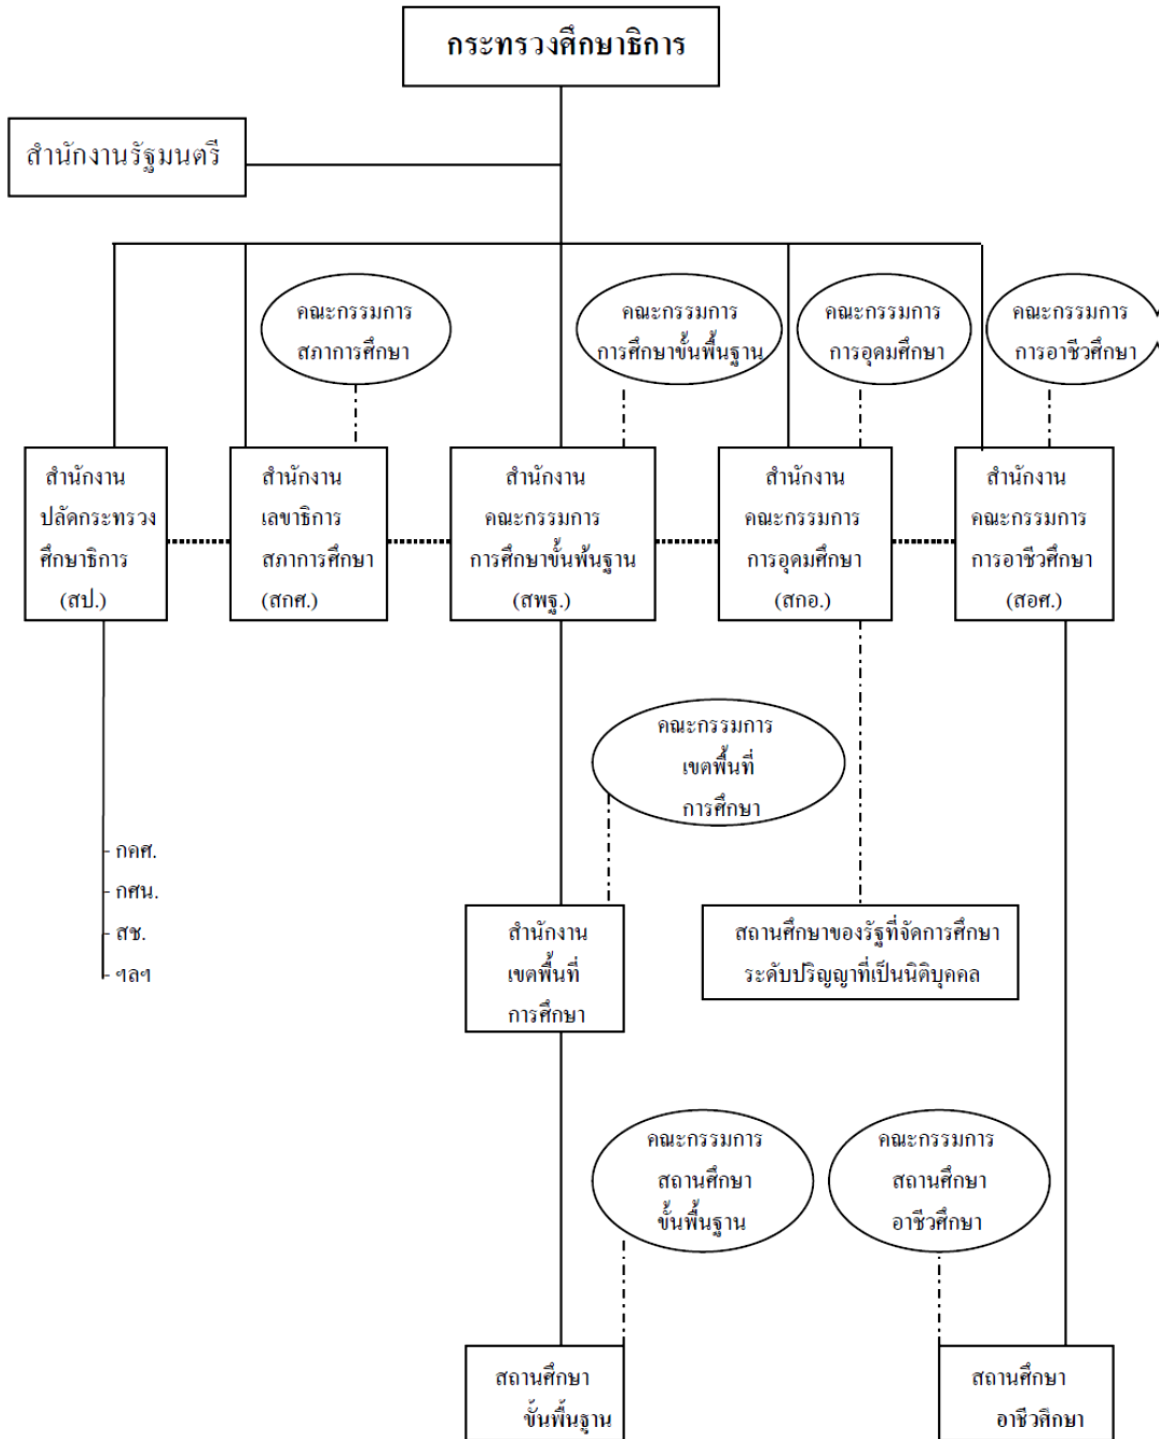 กระทรวงศึกษาธิการ
สำนักงานรัฐมนตรี
คณะกรรมการ
สภาการศึกษา
คณะกรรมการ
การศึกษาขั้นพื้นฐาน
คณะกรรมการ
การอุดมศึกษา
คณะกรรมการ
การอาชีวศึกษา
สำนักงาน
ปลัดกระทรวง
ศึกษาธิการ
(สป.)
สำนักงาน
เลขาธิการ
สภาการศึกษา
(สกศ.)
สำนักงาน
คณะกรรมการ
การศึกษาขั้นพ้นฐาน
(สพฐ.)
สำนักงาน
คณะกรรมการ
การอุดมศึกษา
(สกอ.)
สำนักงาน
คณะกรรมการ
การอาชีวศึกษา
(สอศ.)
คณะกรรมการ
เขตพื้นที่
การศึกษา
- กคศ.
- กศน.
- สช.
- ฯลฯ
สำนักงาน
เขตพื้นที่
การศึกษา
สถานศึกษาของรัฐที่จัดการศึกษา
ระดับปริญญาที่เป็นนิติบุคคล
คณะกรรมการ
สถานศึกษา
ขั้นพื้นฐาน
คณะกรรมการ
สถานศึกษา
อาชีวศึกษา
สถานศึกษา
ขั้นพื้นฐาน
สถานศึกษา
อาชีวศึกษา